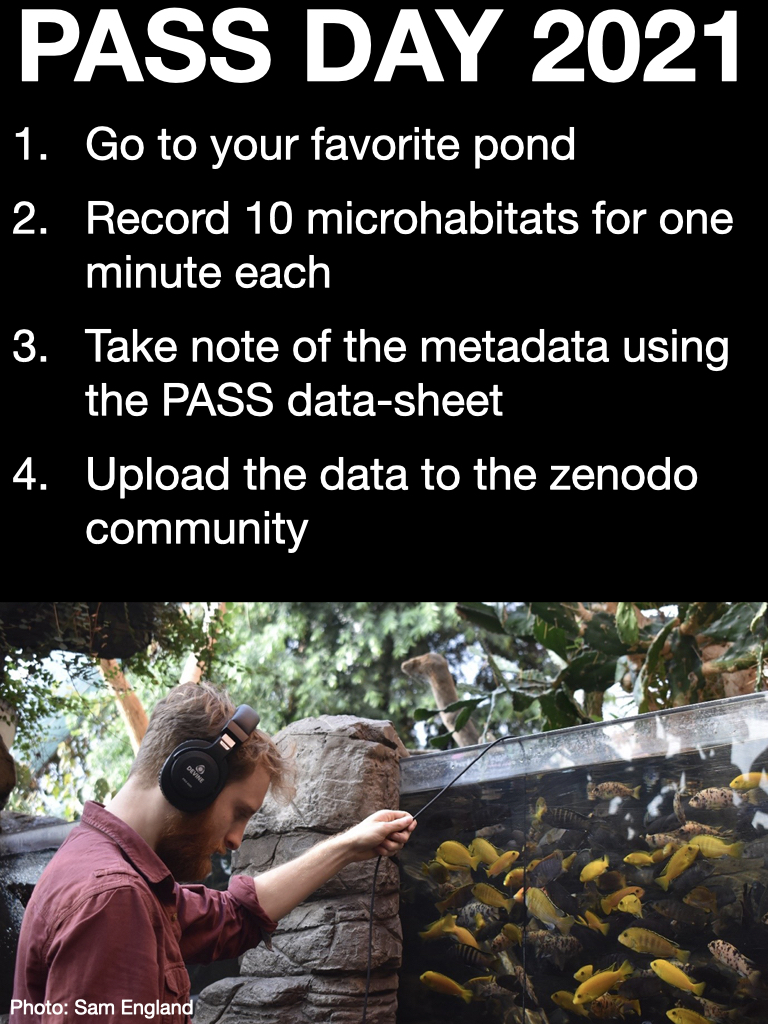 PASS DAY 2021
1. Go to your favorite pond
2. Record 10 microhabitats for one
minute each
3. Take note of the metadata using
the PASS data-sheet
4. Upload the data to the zenodo
community
DEVINE
Photo: Sam England